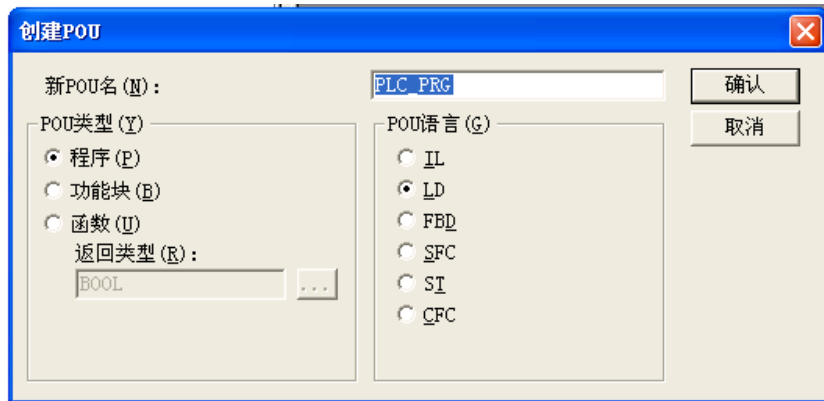 创建POU
新POU名(N)：
PLC_PRG
确认
取消
POU类型(Y)
程序(P)
功能块(B)
函数(U)
返回类型(R)：
BOOL
...
POU语言(G)
IL
LD
FBD
SFC
ST
CFC